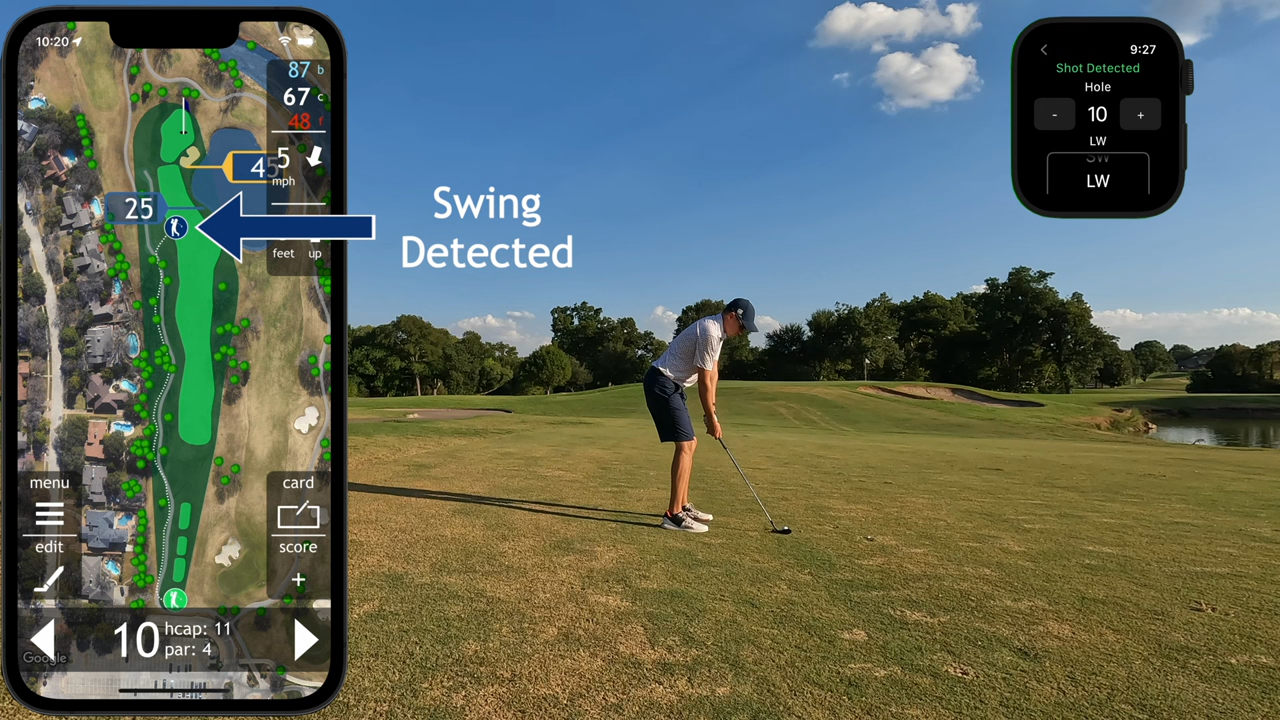 10:20
87 b
67 c
48 f
45
5
mph
25
feet up
menu
card
edit
score
+
10
hcap: 11
par: 4
Google
Swing
Detected
9:27
Shot Detected
Hole
- 10 +
LW
SW
LW